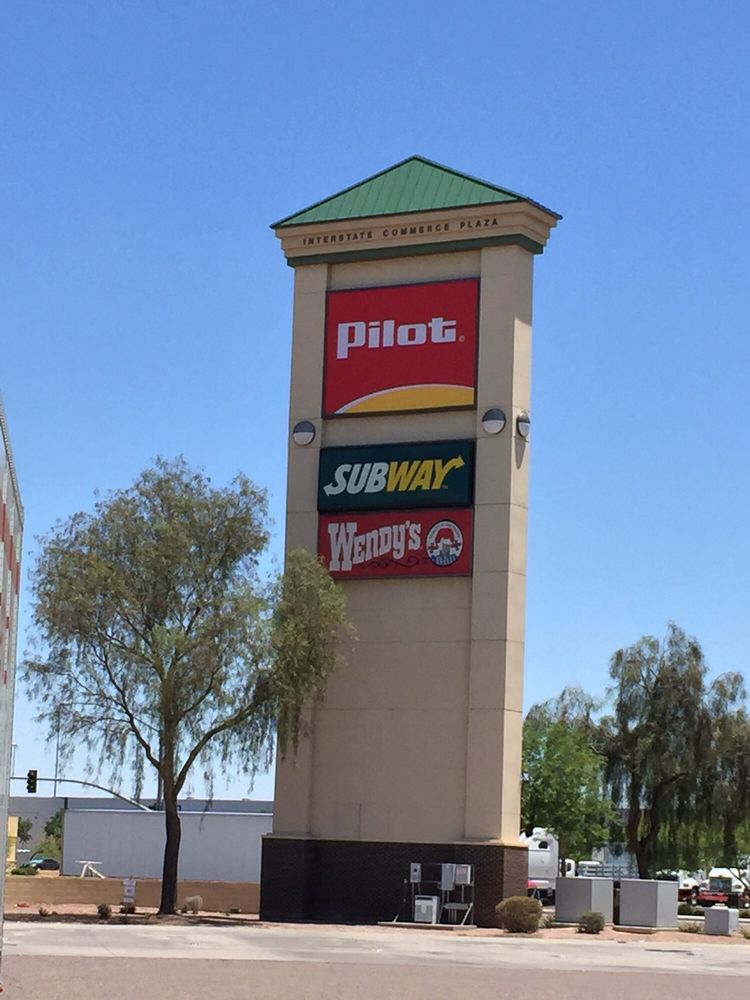 INTERSTATE COMMERCE PLAZA
Pilot
SUBWAY
WENDY'S